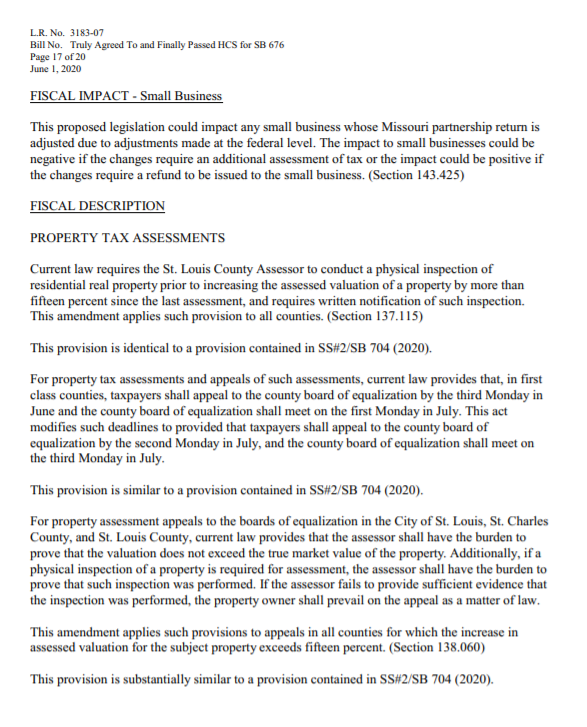 L.R. No. 3183-07
Bill No. Truly Agreed To and Finally Passed HCS for SB 676
Page 17 of 20
June 1, 2020
FISCAL IMPACT - Small Business
This proposed legislation could impact any small business whose Missouri partnership return is
adjusted due to adjustments made at the federal level. The impact to small businesses could be
negative if the changes require an additional assessment of tax or the impact could be positive if
the changes require a refund to be issued to the small business. (Section 143.425)
FISCAL DESCRIPTION
PROPERTY TAX ASSESSMENTS
Current law requires the St. Louis County Assessor to conduct a physical inspection of
residential real property prior to increasing the assessed valuation of a property by more than
fifteen percent since the last assessment, and requires written notification of such inspection.
This amendment applies such provision to all counties. (Section 137.115)
This provision is identical to a provision contained in SS#2/SB 704 (2020).
For property tax assessments and appeals of such assessments, current law provides that, in first
class counties, taxpayers shall appeal to the county board of equalization by the third Monday in
June and the county board of equalization shall meet on the first Monday in July. This act
modifies such deadlines to provided that taxpayers shall appeal to the county board of
equalization by the second Monday in July, and the county board of equalization shall meet on
the third Monday in July.
This provision is similar to a provision contained in SS#2/SB 704 (2020).
For property assessment appeals to the boards of equalization in the City of St. Louis, St. Charles
County, and St. Louis County, current law provides that the assessor shall have the burden to
prove that the valuation does not exceed the true market value of the property. Additionally, if a
physical inspection of a property is required for assessment, the assessor shall have the burden to
prove that such inspection was performed. If the assessor fails to provide sufficient evidence that
the inspection was performed, the property owner shall prevail on the appeal as a matter of law.
This amendment applies such provisions to appeals in all counties for which the increase in
assessed valuation for the subject property exceeds fifteen percent. (Section 138.060)
This provision is substantially similar to a provision contained in SS#2/SB 704 (2020).